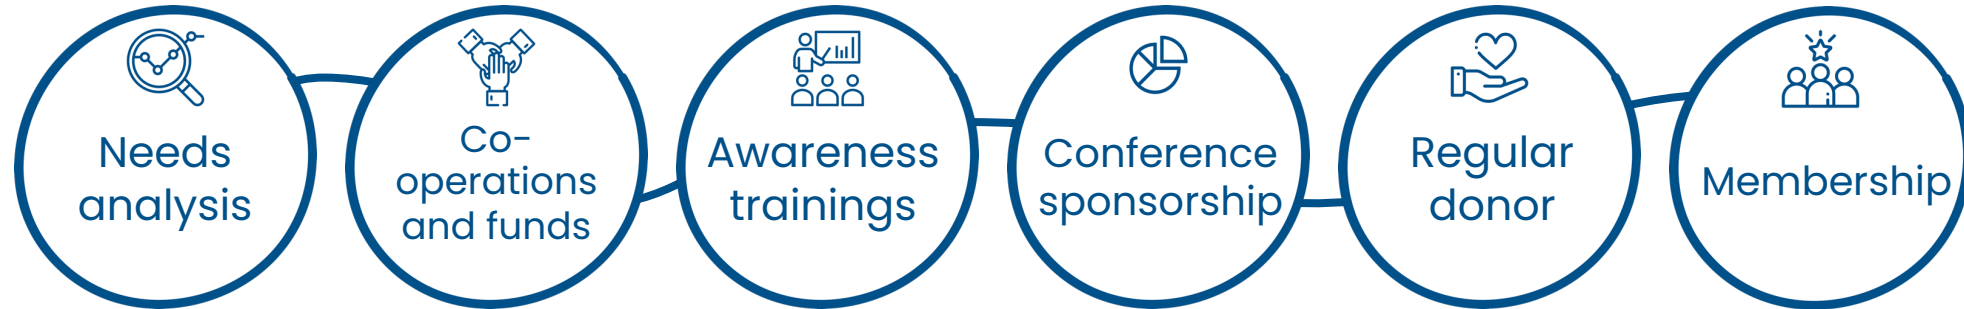 Needs
analysis
Co-
operations
and funds
Awareness
trainings
Conference
sponsorship
Regular
donor
Membership